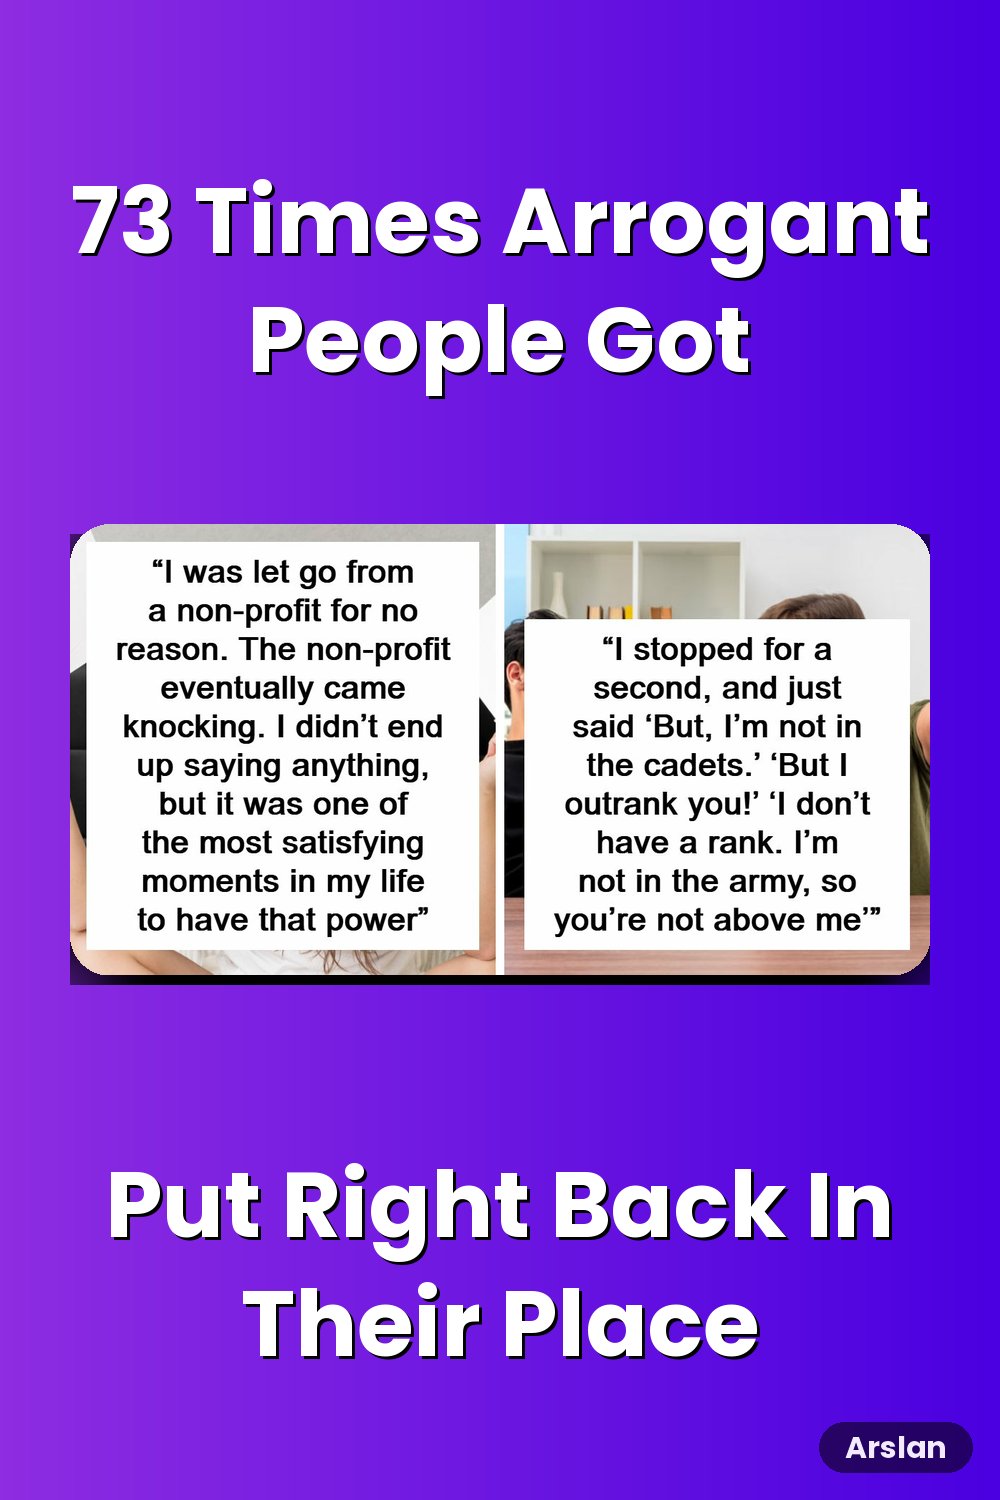 73 Times Arrogant
People Got
“I was let go from
a non-profit for no
reason. The non-profit
eventually came
knocking. I didn’t end
up saying anything,
but it was one of
the most satisfying
moments in my life
to have that power”
“I stopped for a
second, and just
said ‘But, I’m not in
the cadets.’ ‘But I
outrank you!’ ‘I don’t
have a rank. I’m
not in the army, so
you’re not above me’”
Put Right Back In
Their Place
Arslan